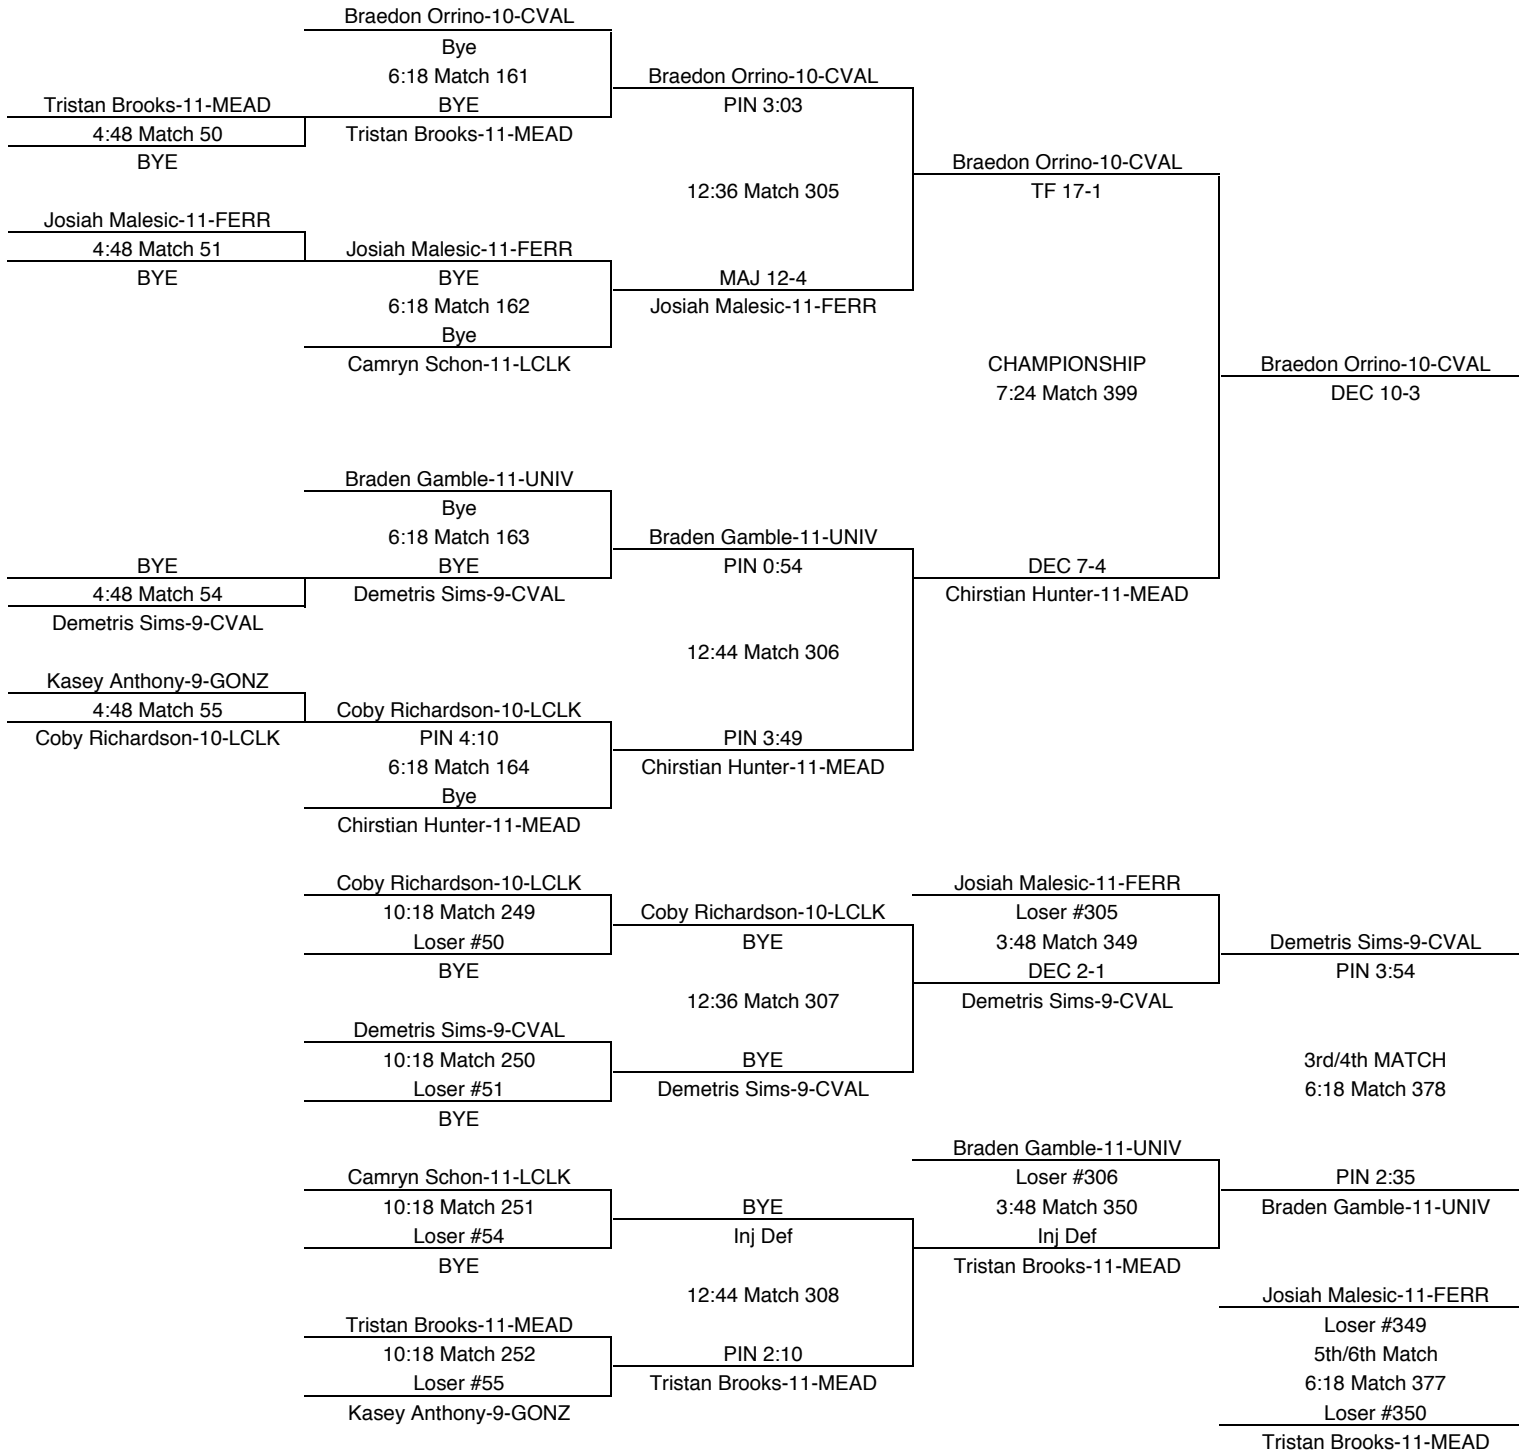 Braedon Orrino-10-CVAL
Bye
6:18 Match 161
Braedon Orrino-10-CVAL
Tristan Brooks-11-MEAD
BYE
PIN 3:03
4:48 Match 50
Tristan Brooks-11-MEAD
BYE
Braedon Orrino-10-CVAL
12:36 Match 305
TF 17-1
Josiah Malesic-11-FERR
4:48 Match 51
Josiah Malesic-11-FERR
BYE
BYE
MAJ 12-4
6:18 Match 162
Josiah Malesic-11-FERR
Bye
Camryn Schon-11-LCLK
CHAMPIONSHIP
Braedon Orrino-10-CVAL
7:24 Match 399
DEC 10-3
Braden Gamble-11-UNIV
Bye
6:18 Match 163
Braden Gamble-11-UNIV
BYE
BYE
PIN 0:54
DEC 7-4
4:48 Match 54
Demetris Sims-9-CVAL
Chirstian Hunter-11-MEAD
Demetris Sims-9-CVAL
12:44 Match 306
Kasey Anthony-9-GONZ
4:48 Match 55
Coby Richardson-10-LCLK
Coby Richardson-10-LCLK
PIN 4:10
PIN 3:49
6:18 Match 164
Chirstian Hunter-11-MEAD
Bye
Chirstian Hunter-11-MEAD
Coby Richardson-10-LCLK
Josiah Malesic-11-FERR
10:18 Match 249
Coby Richardson-10-LCLK
Loser #305
Loser #50
BYE
3:48 Match 349
Demetris Sims-9-CVAL
BYE
DEC 2-1
PIN 3:54
12:36 Match 307
Demetris Sims-9-CVAL
Demetris Sims-9-CVAL
10:18 Match 250
BYE
3rd/4th MATCH
Loser #51
Demetris Sims-9-CVAL
6:18 Match 378
BYE
Braden Gamble-11-UNIV
Camryn Schon-11-LCLK
Loser #306
PIN 2:35
10:18 Match 251
BYE
3:48 Match 350
Braden Gamble-11-UNIV
Loser #54
Inj Def
Inj Def
BYE
Tristan Brooks-11-MEAD
12:44 Match 308
Josiah Malesic-11-FERR
Tristan Brooks-11-MEAD
Loser #349
10:18 Match 252
PIN 2:10
5th/6th Match
Loser #55
Tristan Brooks-11-MEAD
6:18 Match 377
Kasey Anthony-9-GONZ
Loser #350
Tristan Brooks-11-MEAD